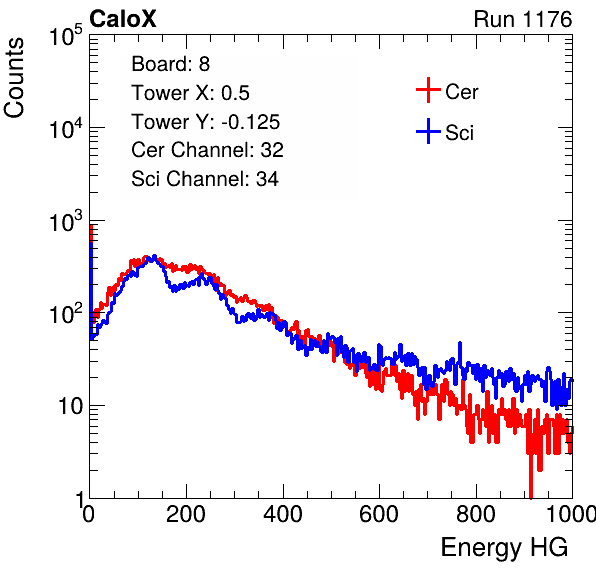 CaloX Run 1176
Counts
10^5
10^4
10^3
10^2
10
1
Board: 8
Tower X: 0.5
Tower Y: -0.125
Cer Channel: 32
Sci Channel: 34
Cer
Sci
0 200 400 600 800 1000
Energy HG